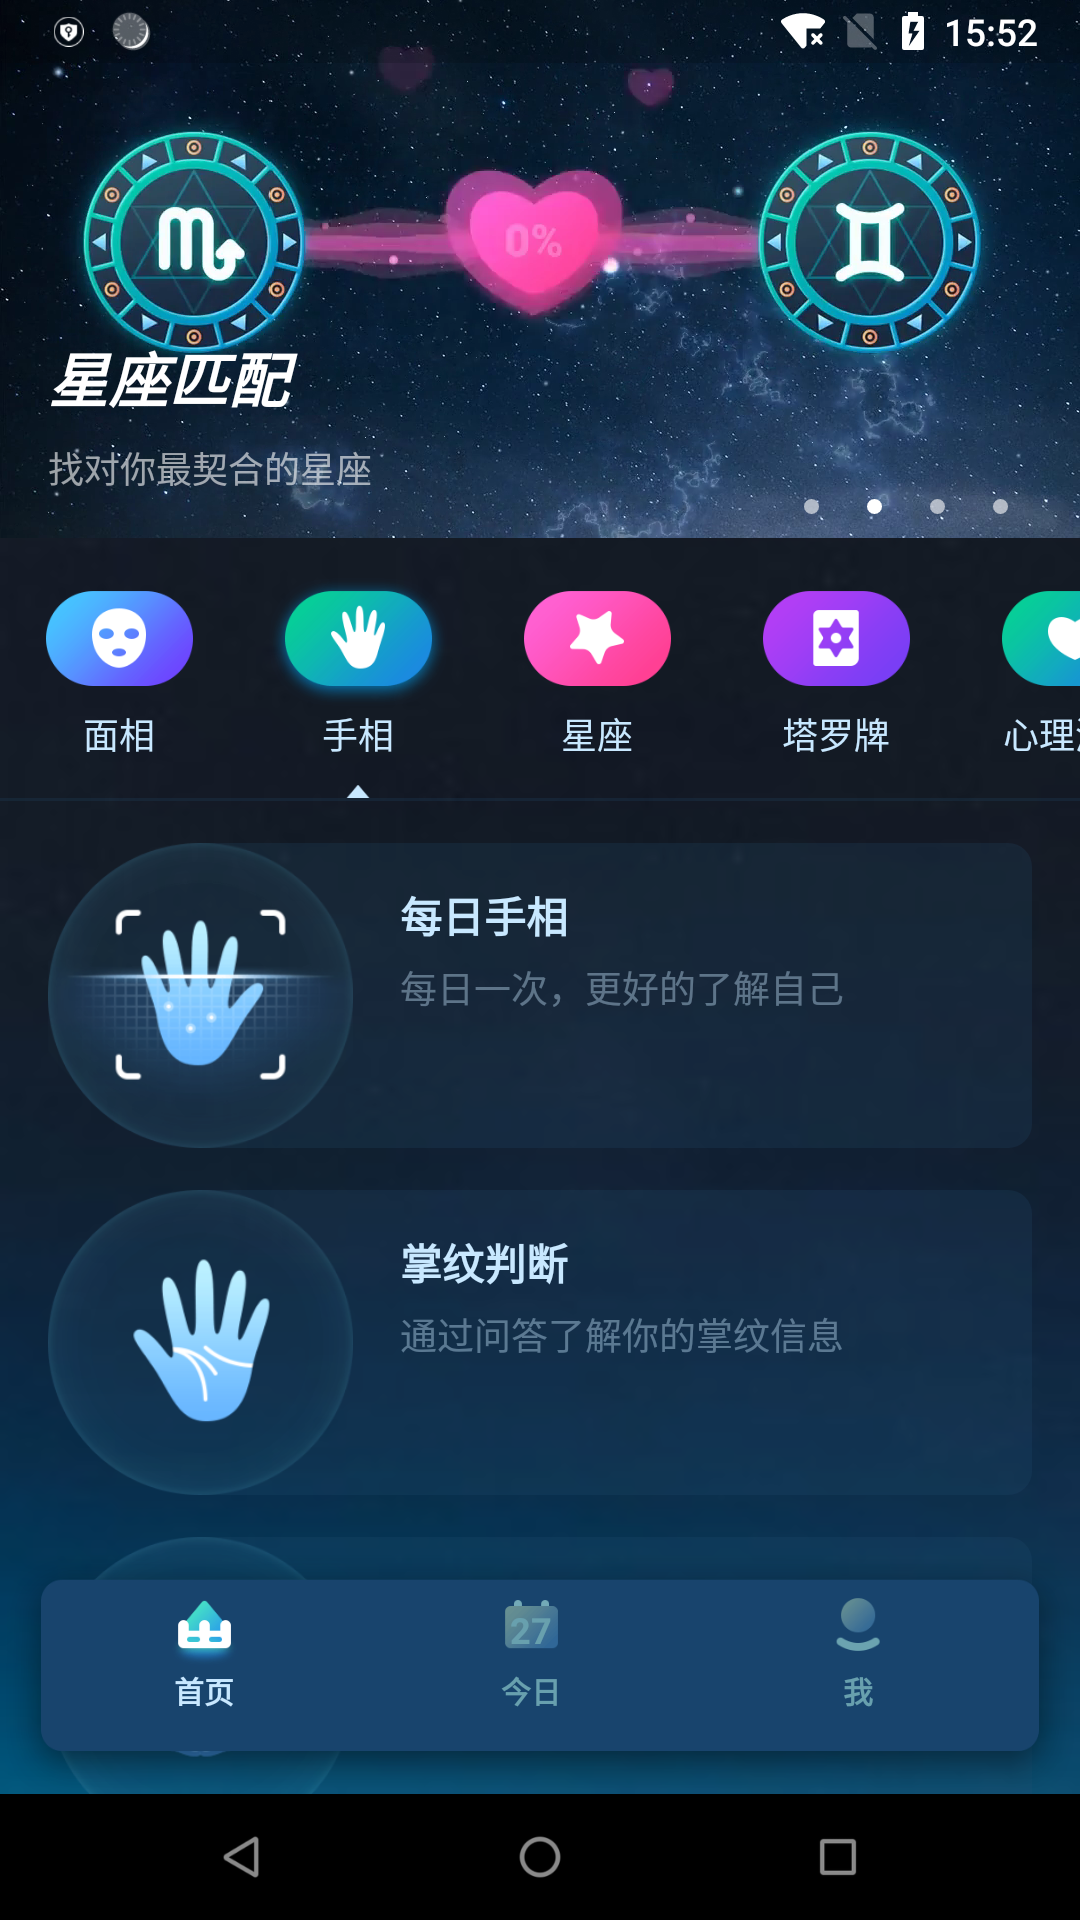 15:52
0%
星座匹配
找对你最契合的星座
面相
手相
星座
塔罗牌
心理
每日手相
每日一次，更好的了解自己
掌纹判断
通过问答了解你的掌纹信息
27
首页
今日
我